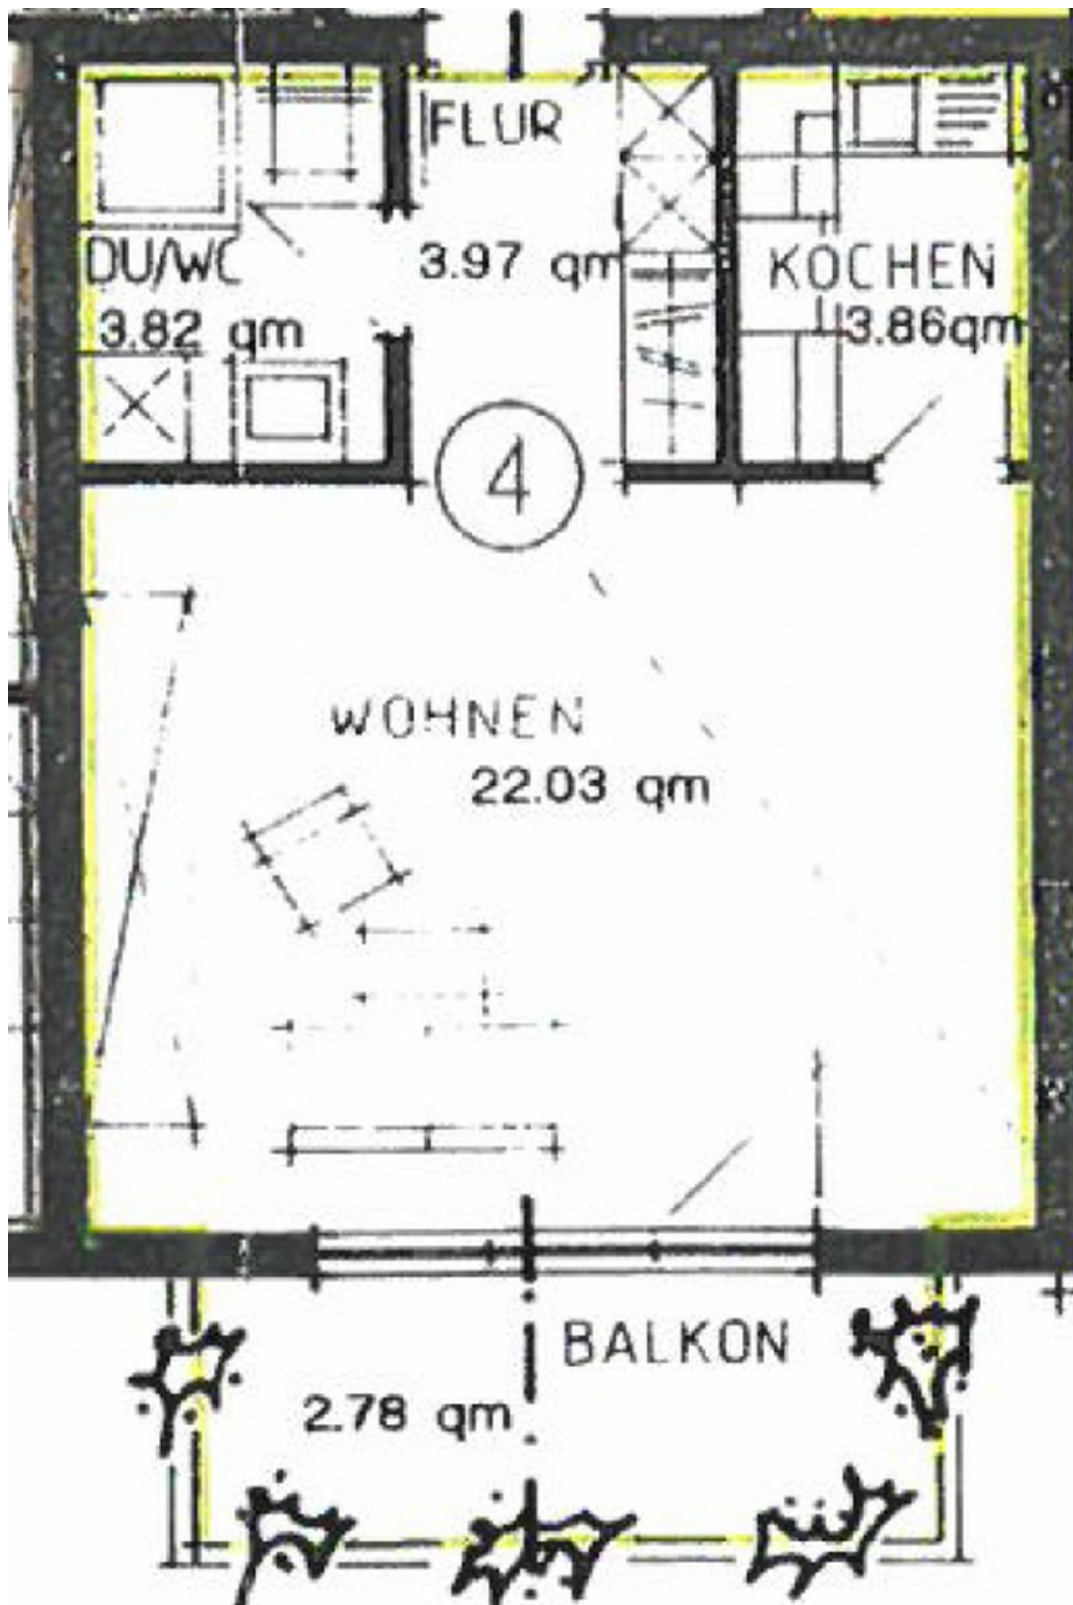 FLUR
3.97 qm
DU/WC
3.82 qm
KOCHEN
3.86qm
4
WOHNEN
22.03 qm
BALKON
2.78 qm